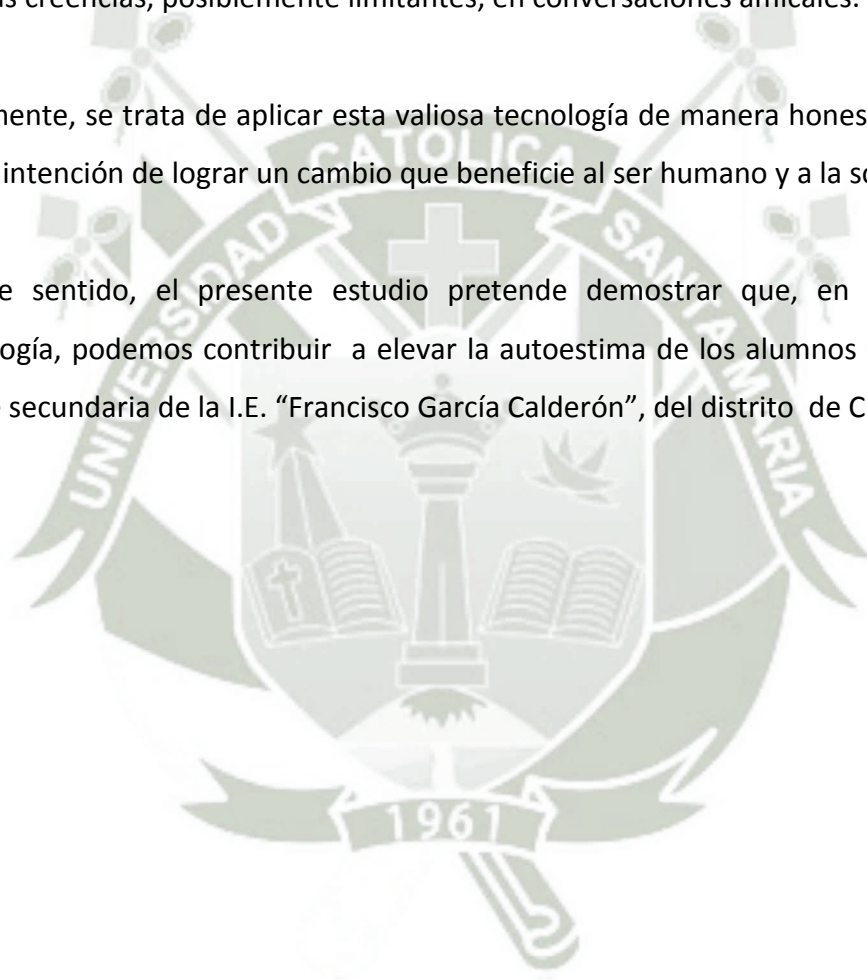 s creencias, posiblemente limitantes, en conversaciones amicales.
mente, se trata de aplicar esta valiosa tecnología de manera hones
intención de lograr un cambio que beneficie al ser humano y a la so
e sentido, el presente estudio pretende demostrar que, en
ogía, podemos contribuir a elevar la autoestima de los alumnos
secundaria de la I.E. “Francisco García Calderón”, del distrito de C
UNIVERSIDAD CATOLICA SANTA MARIA
1961